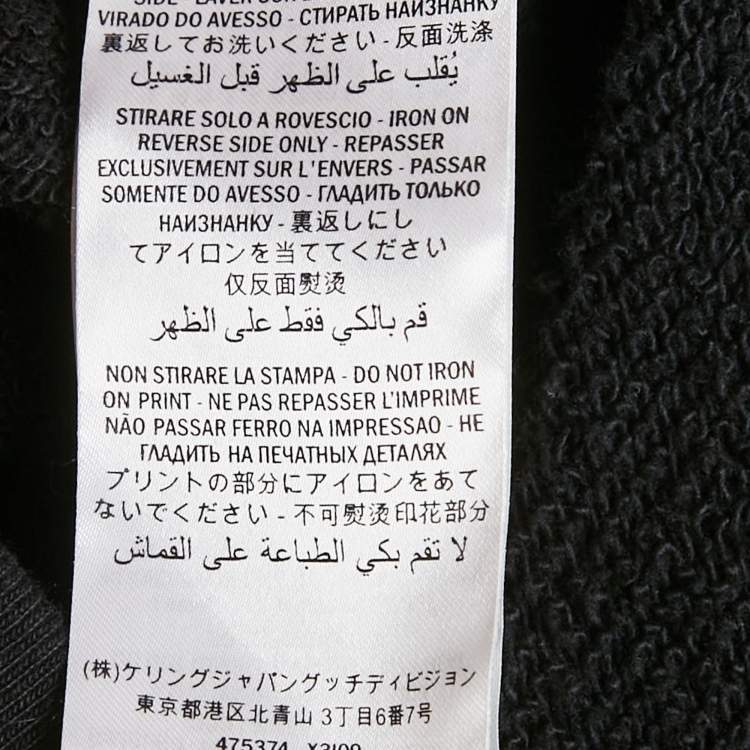 VIRADO DO AVESSO - СТИРАТЬ НАИЗНАНКУ
裏返してお洗いください - 反面洗涤
يُقلب على الظهر قبل الغسيل
STIRARE SOLO A ROVESCIO - IRON ON
REVERSE SIDE ONLY - REPASSER
EXCLUSIVEMENT SUR L'ENVERS - PASSAR
SOMENTE DO AVESSO - ГЛАДИТЬ ТОЛЬКО
НАИЗНАНКУ - 裏返しにし
てアイロンを当ててください
仅反面熨烫
قم بالكي فقط على الظهر
NON STIRARE LA STAMPA - DO NOT IRON
ON PRINT - NE PAS REPASSER L'IMPRIME
NÃO PASSAR FERRO NA IMPRESSAO - НЕ
ГЛАДИТЬ НА ПЕЧАТНЫХ ДЕТАЛЯХ
プリントの部分にアイロンをあて
ないでください - 不可熨烫印花部分
لا تقم بكي الطباعة على القماش
(株)ケリングジャパングッチディビジョン
東京都港区北青山 3丁目6番7号
475374 X3I09